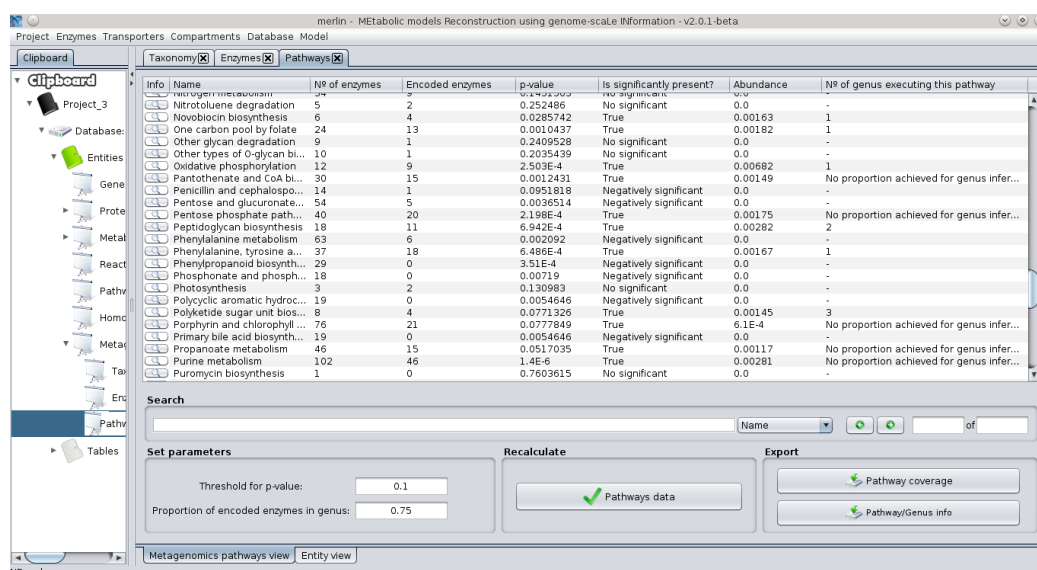 merlin - MEtabolic models Reconstruction using genome-scaLe INformation - v2.0.1-beta
Project Enzymes Transporters Compartments Database Model
Clipboard Taxonomy Enzymes Pathways
Clipboard
Project_3
Database:
Entities
Gene
Prote
Metal
React
Pathw
Homo
Metag
Tax
Enz
Pathw
Tables
Info Name Nº of enzymes Encoded enzymes p-value Is significantly present? Abundance Nº of genus executing this pathway
Nitrogen metabolism 34 9 0.1451505 No significant 0.0 -
Nitrotoluene degradation 5 2 0.252486 No significant 0.0 -
Novobiocin biosynthesis 6 4 0.0285742 True 0.00163 1
One carbon pool by folate 24 13 0.0010437 True 0.00182 1
Other glycan degradation 9 1 0.2409528 No significant 0.0 -
Other types of O-glycan bi... 10 1 0.2035439 No significant 0.0 -
Oxidative phosphorylation 12 9 2.503E-4 True 0.00682 1
Pantothenate and CoA bi... 30 15 0.0012431 True 0.00149 No proportion achieved for genus infer...
Penicillin and cephalospo... 14 1 0.0951818 Negatively significant 0.0 -
Pentose and glucuronate... 54 5 0.0036514 Negatively significant 0.0 -
Pentose phosphate path... 40 20 2.198E-4 True 0.00175 No proportion achieved for genus infer...
Peptidoglycan biosynthesis 18 11 6.942E-4 True 0.00282 2
Phenylalanine metabolism 63 6 0.002092 Negatively significant 0.0 -
Phenylalanine, tyrosine a... 37 18 6.486E-4 True 0.00167 1
Phenylpropanoid biosynth... 29 0 3.51E-4 Negatively significant 0.0 -
Phosphonate and phosph... 18 0 0.00719 Negatively significant 0.0 -
Photosynthesis 3 2 0.130983 No significant 0.0 -
Polycyclic aromatic hydroc... 19 0 0.0054646 Negatively significant 0.0 -
Polyketide sugar unit bios... 8 4 0.0771326 True 0.00145 3
Porphyrin and chlorophyll ... 76 21 0.0777849 True 6.1E-4 No proportion achieved for genus infer...
Primary bile acid biosynth... 19 0 0.0054646 Negatively significant 0.0 -
Propanoate metabolism 46 15 0.0517035 True 0.00117 No proportion achieved for genus infer...
Purine metabolism 102 46 1.4E-6 True 0.00281 No proportion achieved for genus infer...
Puromycin biosynthesis 1 0 0.7603615 No significant 0.0 -
Search
Name of
Set parameters Recalculate Export
Threshold for p-value: 0.1
Proportion of encoded enzymes in genus: 0.75
Pathways data
Pathway coverage
Pathway/Genus info
Metagenomics pathways view Entity view